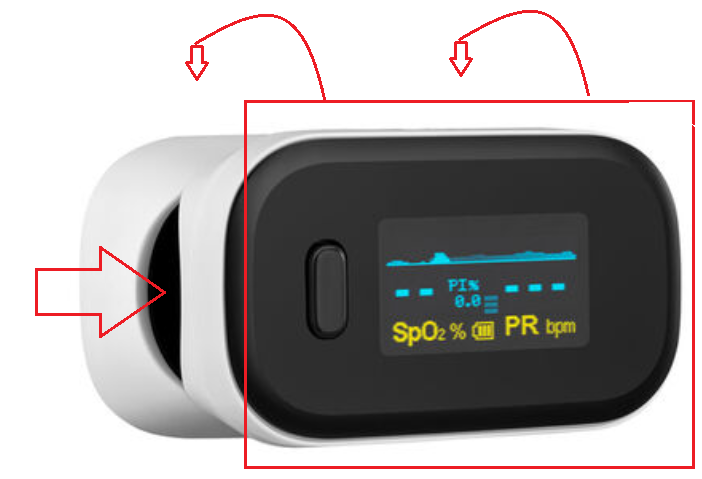 -- PI% ---
0.0
SpO₂% PR bpm